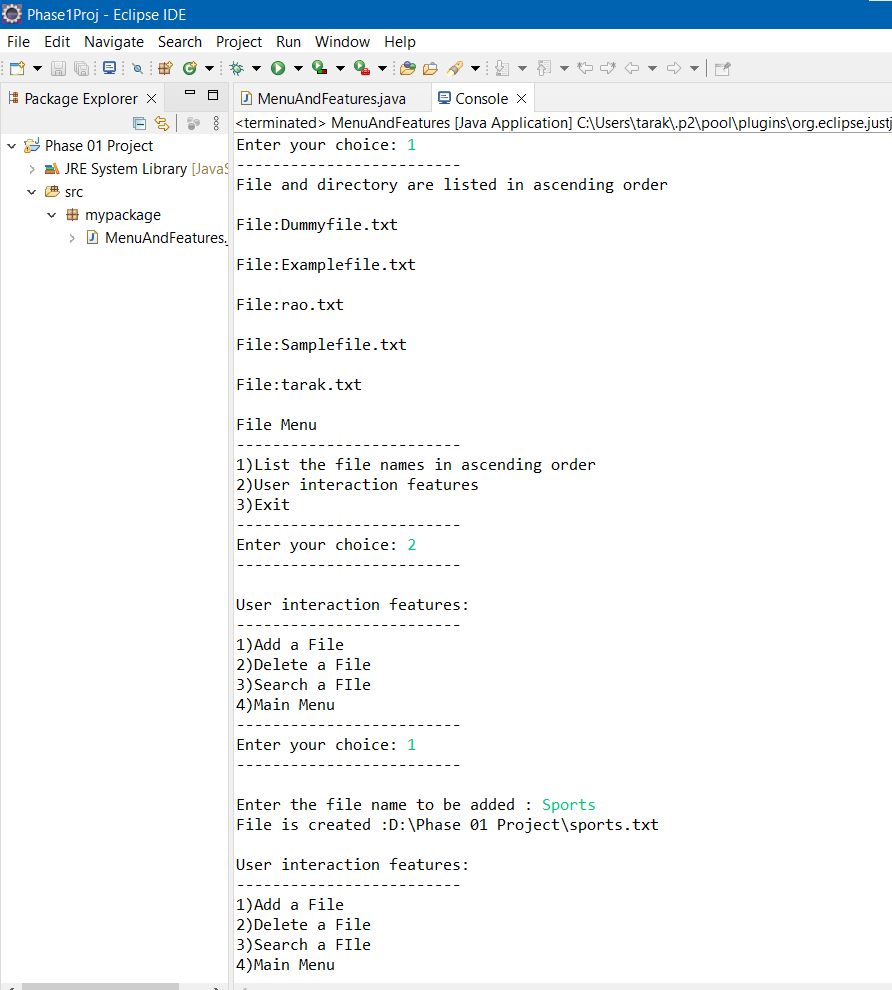 Phase1Proj - Eclipse IDE
File Edit Navigate Search Project Run Window Help
Package Explorer
Phase 01 Project
JRE System Library [JavaS
src
mypackage
MenuAndFeatures.
MenuAndFeatures.java
Console
<terminated> MenuAndFeatures [Java Application] C:\Users\tarak\.p2\pool\plugins\org.eclipse.justj
Enter your choice: 1
-------------------------
File and directory are listed in ascending order
File:Dummyfile.txt
File:Examplefile.txt
File:rao.txt
File:Samplefile.txt
File:tarak.txt
File Menu
-------------------------
1)List the file names in ascending order
2)User interaction features
3)Exit
-------------------------
Enter your choice: 2
-------------------------
User interaction features:
-------------------------
1)Add a File
2)Delete a File
3)Search a FIle
4)Main Menu
-------------------------
Enter your choice: 1
-------------------------
Enter the file name to be added : Sports
File is created :D:\Phase 01 Project\sports.txt
User interaction features:
-------------------------
1)Add a File
2)Delete a File
3)Search a FIle
4)Main Menu